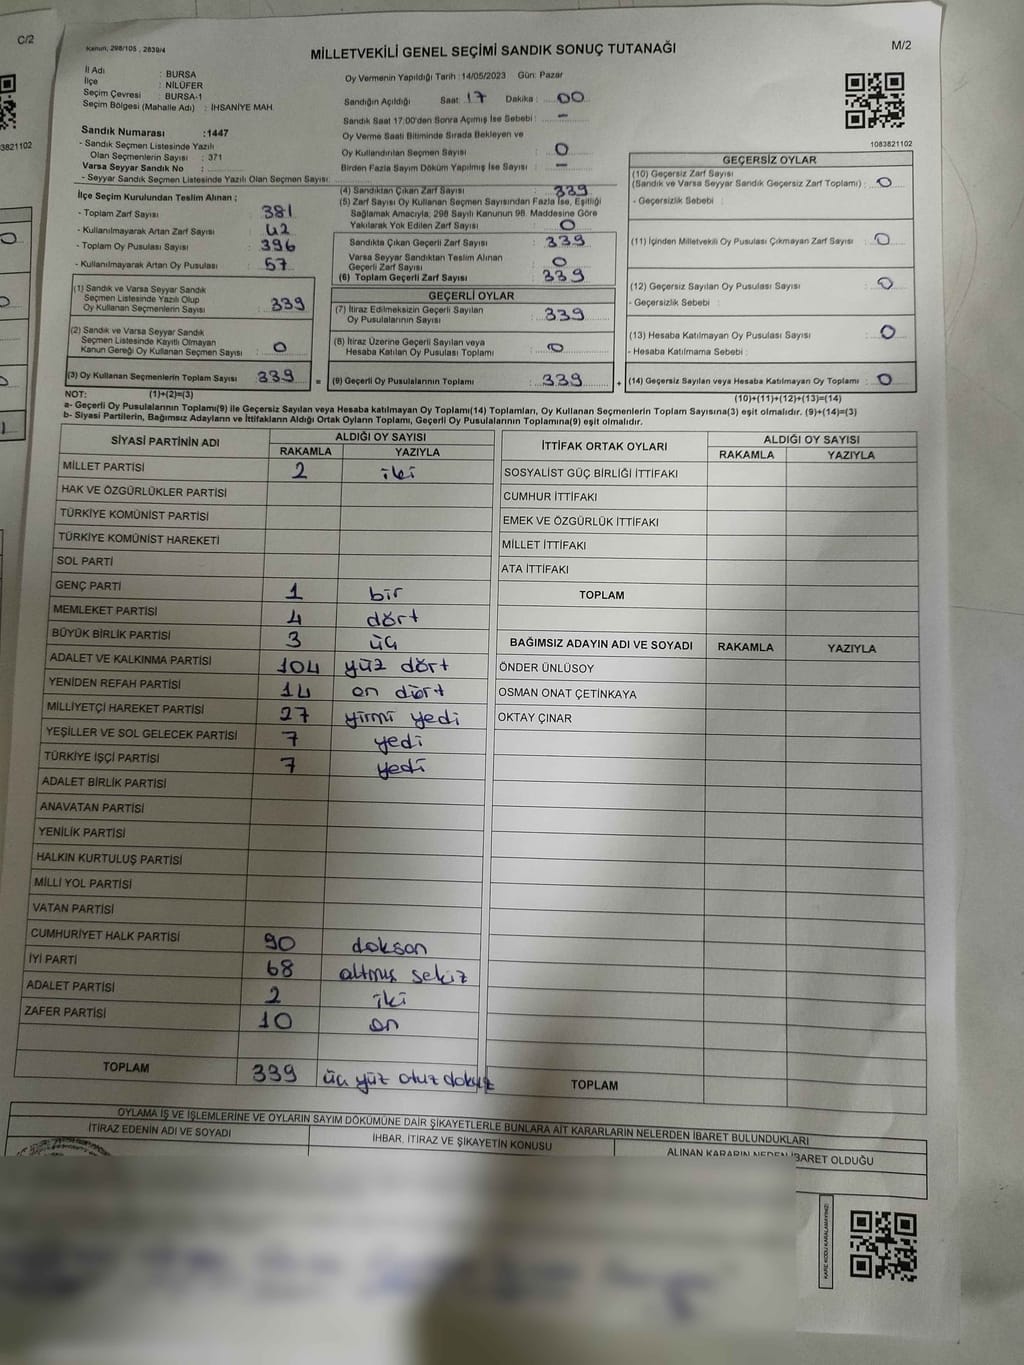 C/2
3821102
Kanun, 298/105 , 2839/4
MİLLETVEKİLİ GENEL SEÇİMİ SANDIK SONUÇ TUTANAĞI
M/2
İl Adı : BURSA
İlçe : NİLÜFER
Seçim Çevresi : BURSA-1
Seçim Bölgesi (Mahalle Adı) : İHSANİYE MAH.
Oy Vermenin Yapıldığı Tarih : 14/05/2023 Gün: Pazar
Sandığın Açıldığı Saat: 17 Dakika : 00
Sandık Saat 17:00'den Sonra Açımış İse Sebebi : -
Oy Verme Saati Bitiminde Sırada Bekleyen ve
Oy Kullandırılan Seçmen Sayısı : 0
Birden Fazla Sayım Döküm Yapılmış İse Sayısı : -
1083821102
Sandık Numarası :1447
- Sandık Seçmen Listesinde Yazılı
Olan Seçmenlerin Sayısı : 371
Varsa Seyyar Sandık No :
- Seyyar Sandık Seçmen Listesinde Yazılı Olan Seçmen Sayısı:
İlçe Seçim Kurulundan Teslim Alınan ;
- Toplam Zarf Sayısı : 381
- Kullanılmayarak Artan Zarf Sayısı : 42
- Toplam Oy Pusulası Sayısı : 396
- Kullanılmayarak Artan Oy Pusulası : 57
(1) Sandık ve Varsa Seyyar Sandık
Seçmen Listesinde Yazılı Olup
Oy Kullanan Seçmenlerin Sayısı : 339
(2) Sandık ve Varsa Seyyar Sandık
Seçmen Listesinde Kayıtlı Olmayan
Kanun Gereği Oy Kullanan Seçmen Sayısı : 0
(3) Oy Kullanan Seçmenlerin Toplam Sayısı : 339
(4) Sandıktan Çıkan Zarf Sayısı : 339
(5) Zarf Sayısı Oy Kullanan Seçmen Sayısından Fazla İse, Eşitliği
Sağlamak Amacıyla; 298 Sayılı Kanunun 98. Maddesine Göre
Yakılarak Yok Edilen Zarf Sayısı : 0
Sandıkta Çıkan Geçerli Zarf Sayısı : 339
Varsa Seyyar Sandıktan Teslim Alınan
Geçerli Zarf Sayısı : 0
(6) Toplam Geçerli Zarf Sayısı : 339
GEÇERLİ OYLAR
(7) İtiraz Edilmeksizin Geçerli Sayılan
Oy Pusulalarının Sayısı : 339
(8) İtiraz Üzerine Geçerli Sayılan veya
Hesaba Katılan Oy Pusulası Toplamı : 0
= (9) Geçerli Oy Pusulalarının Toplamı : 339
GEÇERSİZ OYLAR
(10) Geçersiz Zarf Sayısı
(Sandık ve Varsa Seyyar Sandık Geçersiz Zarf Toplamı) : 0
- Geçersizlik Sebebi :
(11) İçinden Milletvekili Oy Pusulası Çıkmayan Zarf Sayısı : 0
(12) Geçersiz Sayılan Oy Pusulası Sayısı : 0
- Geçersizlik Sebebi :
(13) Hesaba Katılmayan Oy Pusulası Sayısı : 0
- Hesaba Katılmama Sebebi :
+ (14) Geçersiz Sayılan veya Hesaba Katılmayan Oy Toplamı : 0
NOT: (1)+(2)=(3)
(10)+(11)+(12)+(13)=(14)
a- Geçerli Oy Pusulalarının Toplamı(9) ile Geçersiz Sayılan veya Hesaba katılmayan Oy Toplamı(14) Toplamları, Oy Kullanan Seçmenlerin Toplam Sayısına(3) eşit olmalıdır. (9)+(14)=(3)
b- Siyasi Partilerin, Bağımsız Adayların ve İttifakların Aldığı Ortak Oyların Toplamı, Geçerli Oy Pusulalarının Toplamına(9) eşit olmalıdır.
SİYASİ PARTİNİN ADI ALDIĞI OY SAYISI
RAKAMLA YAZIYLA
MİLLET PARTİSİ 2 iki
HAK VE ÖZGÜRLÜKLER PARTİSİ
TÜRKİYE KOMÜNİST PARTİSİ
TÜRKİYE KOMÜNİST HAREKETİ
SOL PARTİ
GENÇ PARTİ 1 bir
MEMLEKET PARTİSİ 4 dört
BÜYÜK BİRLİK PARTİSİ 3 üç
ADALET VE KALKINMA PARTİSİ 104 yüz dört
YENİDEN REFAH PARTİSİ 14 on dört
MİLLİYETÇİ HAREKET PARTİSİ 27 yirmi yedi
YEŞİLLER VE SOL GELECEK PARTİSİ 7 yedi
TÜRKİYE İŞÇİ PARTİSİ 7 yedi
ADALET BİRLİK PARTİSİ
ANAVATAN PARTİSİ
YENİLİK PARTİSİ
HALKIN KURTULUŞ PARTİSİ
MİLLİ YOL PARTİSİ
VATAN PARTİSİ
CUMHURİYET HALK PARTİSİ 90 doksan
İYİ PARTİ 68 altmış sekiz
ADALET PARTİSİ 2 iki
ZAFER PARTİSİ 10 on
TOPLAM 339 üç yüz otuz dokuz
İTTİFAK ORTAK OYLARI ALDIĞI OY SAYISI
RAKAMLA YAZIYLA
SOSYALİST GÜÇ BİRLİĞİ İTTİFAKI
CUMHUR İTTİFAKI
EMEK VE ÖZGÜRLÜK İTTİFAKI
MİLLET İTTİFAKI
ATA İTTİFAKI
TOPLAM
BAĞIMSIZ ADAYIN ADI VE SOYADI RAKAMLA YAZIYLA
ÖNDER ÜNLÜSOY
OSMAN ONAT ÇETİNKAYA
OKTAY ÇINAR
TOPLAM
OYLAMA İŞ VE İŞLEMLERİNE VE OYLARIN SAYIM DÖKÜMÜNE DAİR ŞİKAYETLERLE BUNLARA AİT KARARLARIN NELERDEN İBARET BULUNDUKLARI
İTİRAZ EDENİN ADI VE SOYADI
İHBAR, İTİRAZ VE ŞİKAYETİN KONUSU
ALINAN KARARIN NEDEN İBARET OLDUĞU
KARE KODU KARALAMAYINIZ!